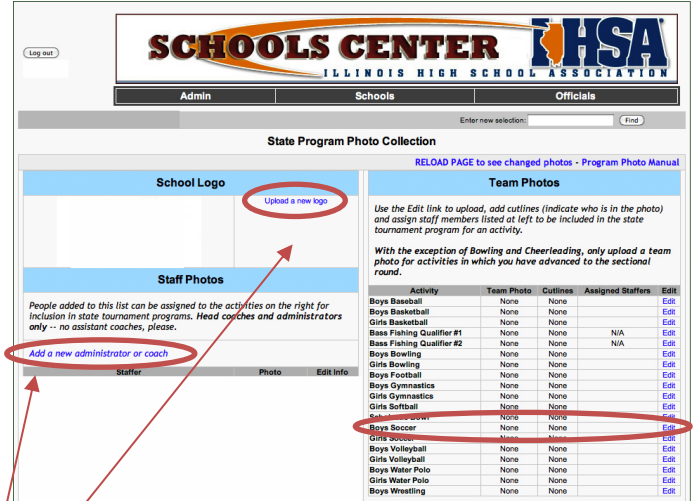 Log out
SCHOOLS CENTER IHSA
ILLINOIS HIGH SCHOOL ASSOCIATION
Admin Schools Officials
Enter new selection: Find
State Program Photo Collection
RELOAD PAGE to see changed photos - Program Photo Manual
School Logo
Upload a new logo
Staff Photos
People added to this list can be assigned to the activities on the right for
inclusion in state tournament programs. Head coaches and administrators
only -- no assistant coaches, please.
Add a new administrator or coach
Staffer Photo Edit Info
Team Photos
Use the Edit link to upload, add cutlines (indicate who is in the photo)
and assign staff members listed at left to be included in the state
tournament program for an activity.
With the exception of Bowling and Cheerleading, only upload a team
photo for activities in which you have advanced to the sectional
round.
Activity Team Photo Cutlines Assigned Staffers Edit
Boys Baseball None None Edit
Boys Basketball None None Edit
Girls Basketball None None Edit
Bass Fishing Qualifier #1 None None N/A Edit
Bass Fishing Qualifier #2 None None N/A Edit
Boys Bowling None None Edit
Girls Bowling None None Edit
Boys Football None None Edit
Boys Gymnastics None None Edit
Girls Gymnastics None None Edit
Girls Softball None None Edit
Scholastic Bowl None None Edit
Boys Soccer None None Edit
Girls Soccer None None Edit
Boys Volleyball None None Edit
Girls Volleyball None None Edit
Boys Water Polo None None Edit
Girls Water Polo None None Edit
Boys Wrestling None None Edit